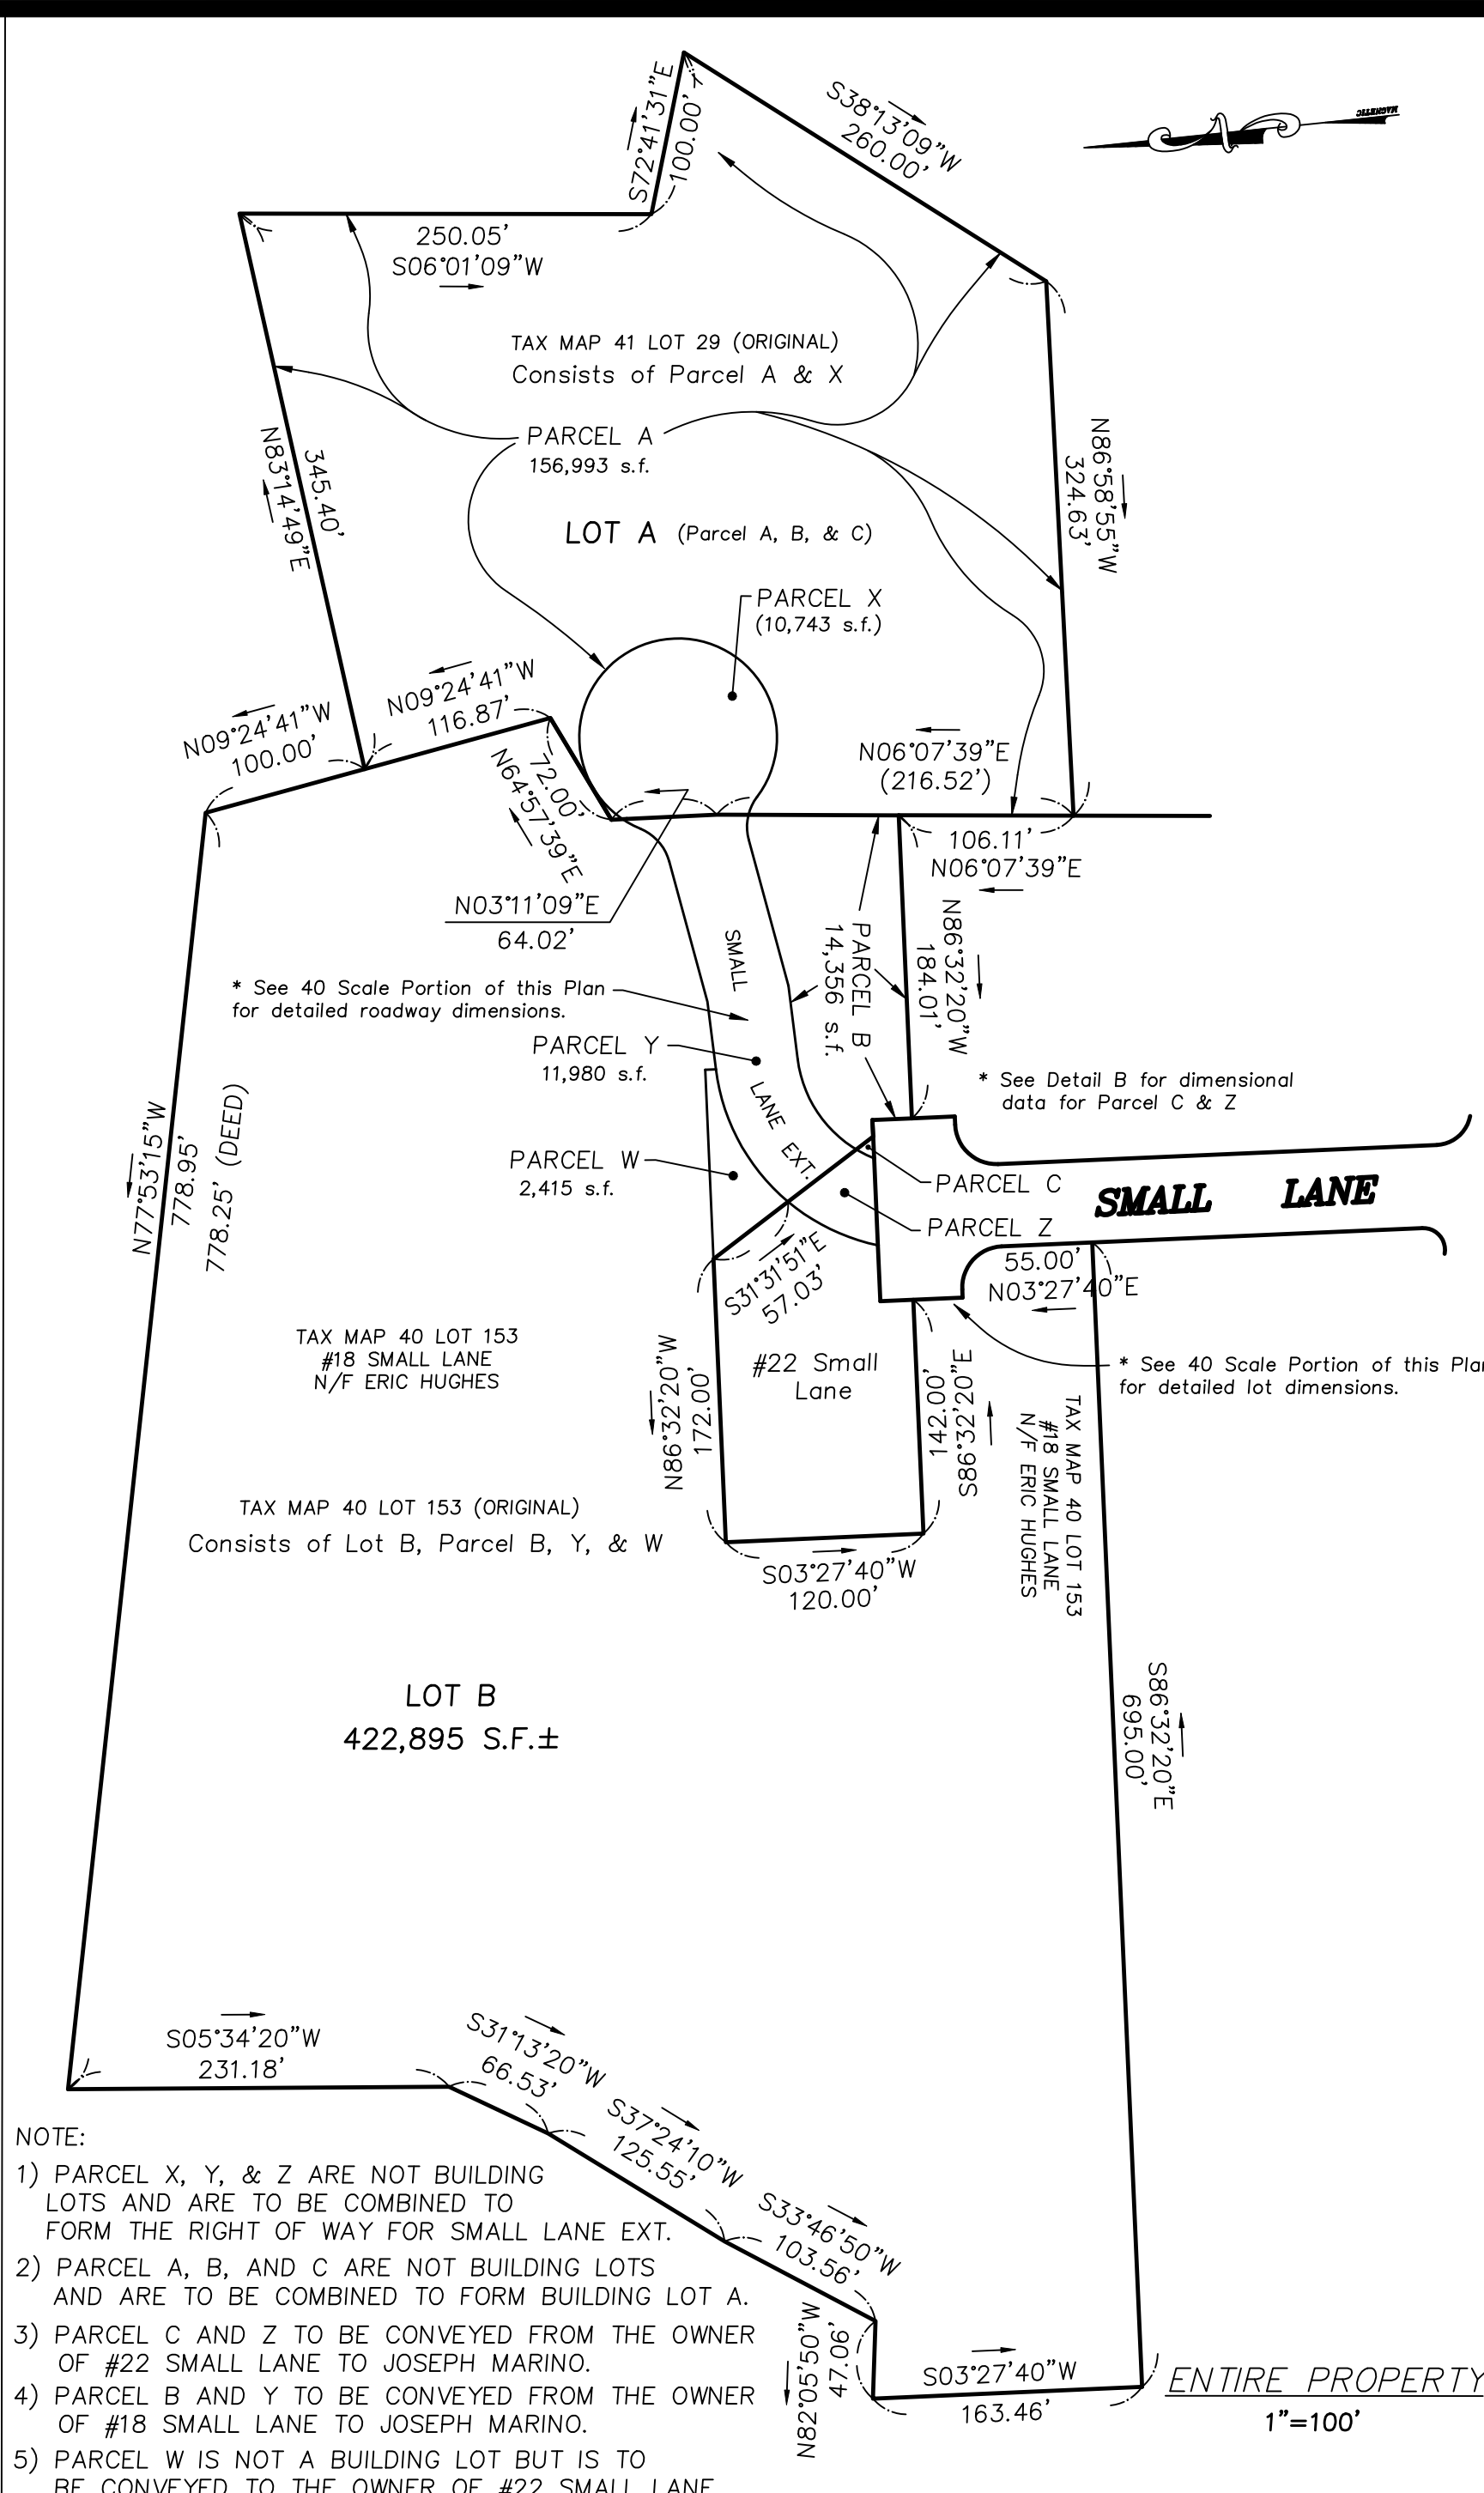 MAGNETIC
S72°41'31"E
100.00'
S38°13'09"W
260.00'
250.05'
S06°01'09"W
TAX MAP 41 LOT 29 (ORIGINAL)
Consists of Parcel A & X
PARCEL A
156,993 s.f.
N83°14'49"E
345.40'
N86°58'55"W
324.63'
LOT A (Parcel A, B, & C)
PARCEL X
(10,743 s.f.)
N09°24'41"W
116.87'
N09°24'41"W
100.00'
72.00'
N64°57'39"E
N06°07'39"E
(216.52')
106.11'
N06°07'39"E
N03°11'09"E
64.02'
N86°32'20"W
184.01'
PARCEL B
14,356 s.f.
SMALL
LANE EXT.
* See 40 Scale Portion of this Plan
for detailed roadway dimensions.
PARCEL Y
11,980 s.f.
* See Detail B for dimensional
data for Parcel C & Z
N77°53'15"W
778.95'
778.25' (DEED)
PARCEL W
2,415 s.f.
PARCEL C
SMALL LANE
PARCEL Z
S31°31'51"E
57.03'
55.00'
N03°27'40"E
TAX MAP 40 LOT 153
#18 SMALL LANE
N/F ERIC HUGHES
#22 Small
Lane
N86°32'20"W
172.00'
S86°32'20"E
142.00'
* See 40 Scale Portion of this Plan
for detailed lot dimensions.
TAX MAP 40 LOT 153
#18 SMALL LANE
N/F ERIC HUGHES
TAX MAP 40 LOT 153 (ORIGINAL)
Consists of Lot B, Parcel B, Y, & W
S03°27'40"W
120.00'
LOT B
422,895 S.F.±
S86°32'20"E
695.00'
S05°34'20"W
231.18'
S31°13'20"W
66.53'
S37°24'10"W
125.55'
S33°46'50"W
103.56'
N82°05'50"W
47.06'
S03°27'40"W
163.46'
ENTIRE PROPERTY
1"=100'
NOTE:
1) PARCEL X, Y, & Z ARE NOT BUILDING
LOTS AND ARE TO BE COMBINED TO
FORM THE RIGHT OF WAY FOR SMALL LANE EXT.
2) PARCEL A, B, AND C ARE NOT BUILDING LOTS
AND ARE TO BE COMBINED TO FORM BUILDING LOT A.
3) PARCEL C AND Z TO BE CONVEYED FROM THE OWNER
OF #22 SMALL LANE TO JOSEPH MARINO.
4) PARCEL B AND Y TO BE CONVEYED FROM THE OWNER
OF #18 SMALL LANE TO JOSEPH MARINO.
5) PARCEL W IS NOT A BUILDING LOT BUT IS TO
BE CONVEYED TO THE OWNER OF #22 SMALL LANE